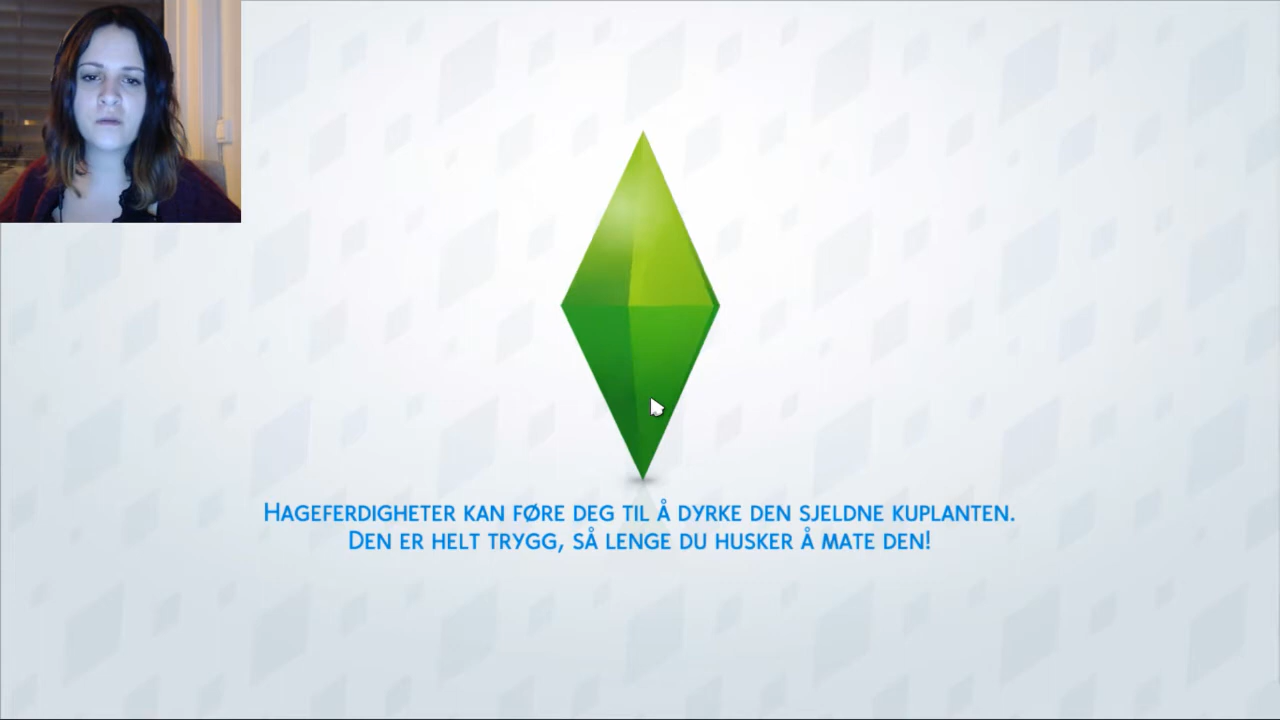 Hageferdigheter kan føre deg til å dyrke den sjeldne kuplanten.
Den er helt trygg, så lenge du husker å mate den!